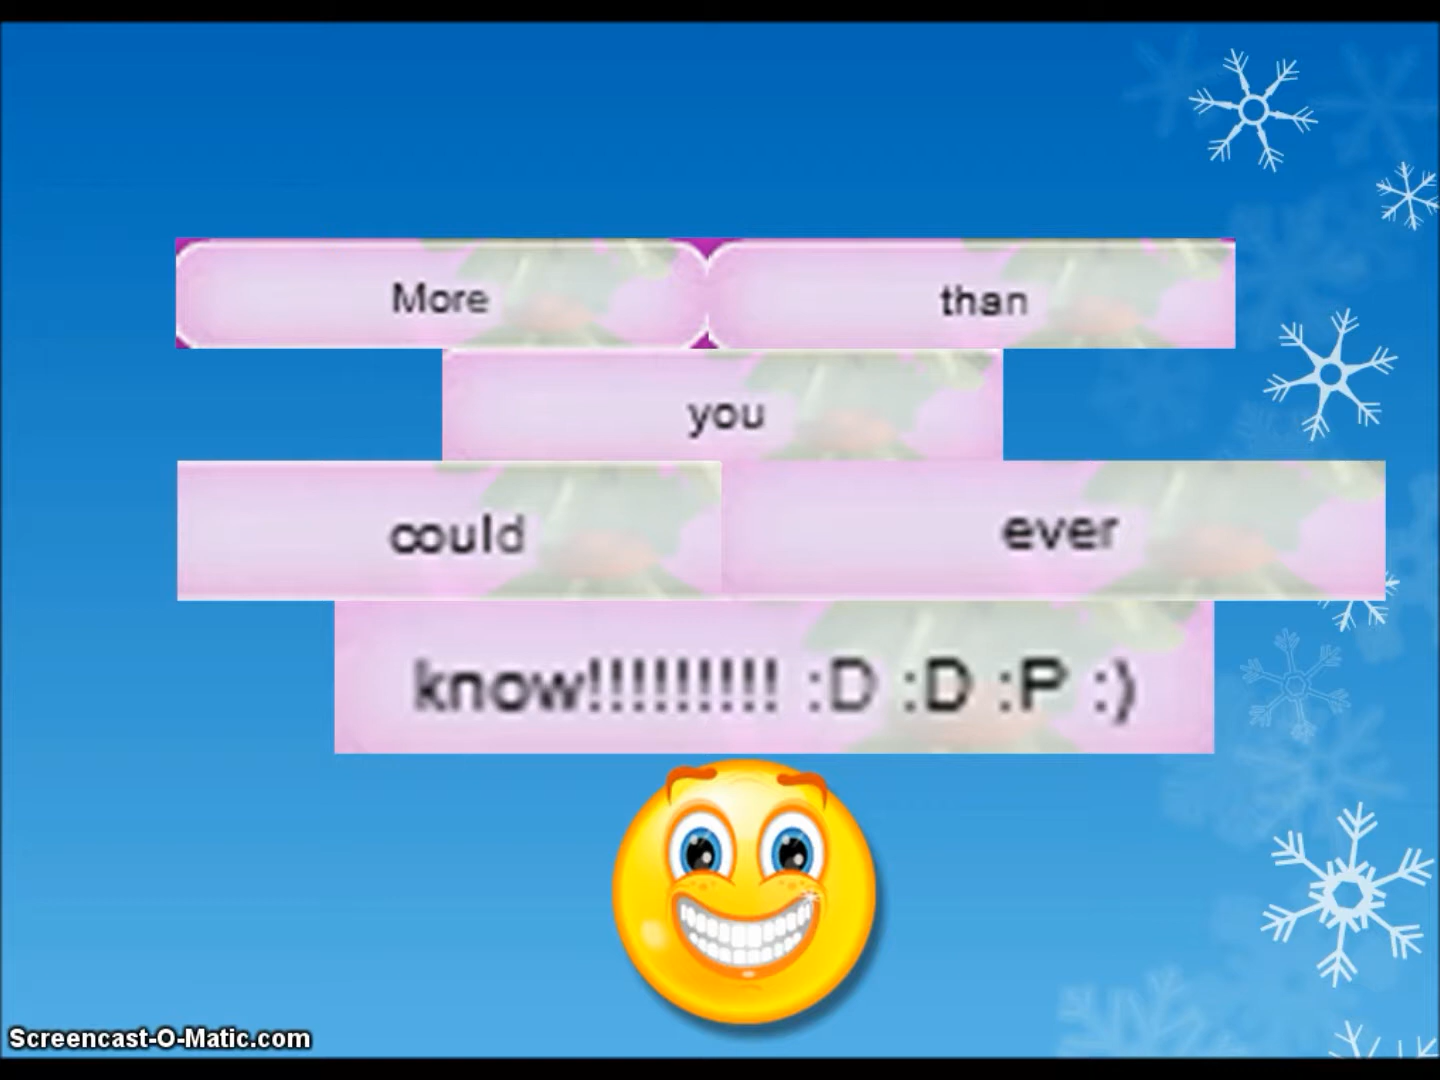 More than
you
could ever
know!!!!!!!!! :D :D :P :)
Screencast-O-Matic.com